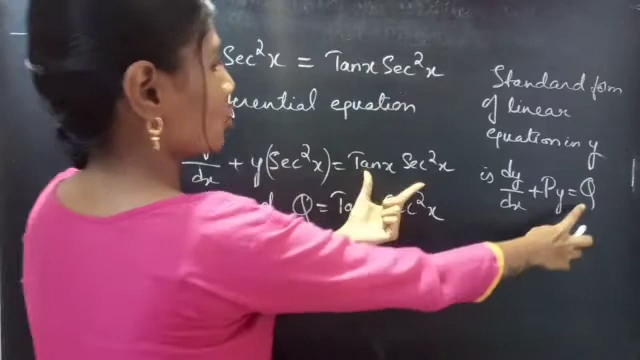 Sec²x = Tanx Sec²x
erential equation
dx + y(Sec²x) = Tanx Sec²x
Q = Ta c²x
Standard form
of linear
equation in y
is dy/dx + Py = Q